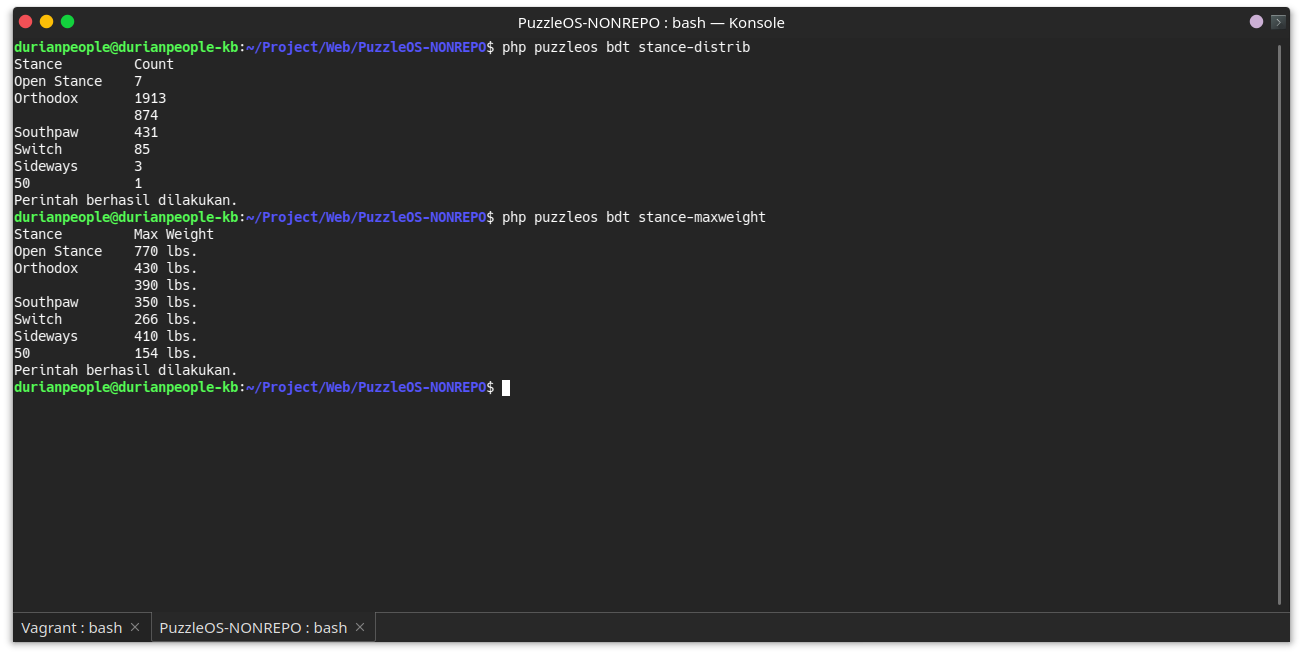 PuzzleOS-NONREPO : bash — Konsole
durianpeople@durianpeople-kb:~/Project/Web/PuzzleOS-NONREPO$ php puzzleos bdt stance-distrib
Stance         Count
Open Stance    7
Orthodox       1913
               874
Southpaw       431
Switch         85
Sideways       3
50             1
Perintah berhasil dilakukan.
durianpeople@durianpeople-kb:~/Project/Web/PuzzleOS-NONREPO$ php puzzleos bdt stance-maxweight
Stance         Max Weight
Open Stance    770 lbs.
Orthodox       430 lbs.
               390 lbs.
Southpaw       350 lbs.
Switch         266 lbs.
Sideways       410 lbs.
50             154 lbs.
Perintah berhasil dilakukan.
durianpeople@durianpeople-kb:~/Project/Web/PuzzleOS-NONREPO$
Vagrant : bash × PuzzleOS-NONREPO : bash ×